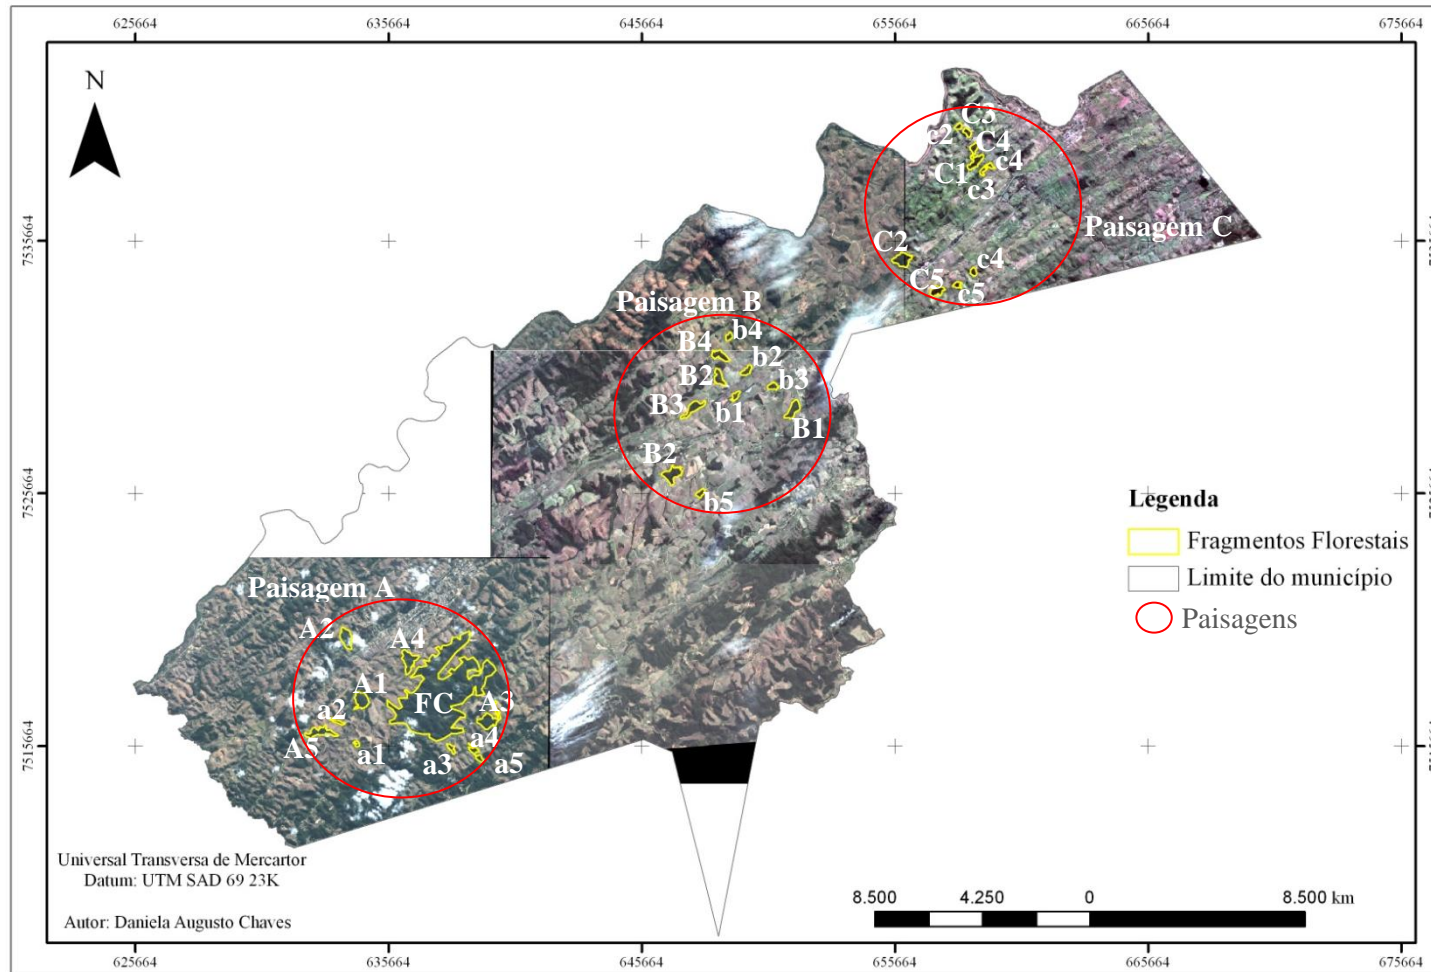 625664 635664 645664 655664 665664 675664
N
7535664
7525664
7515664
Paisagem C
C3
c2
C4
C1
c4
c3
C2
c4
C5
c5
Paisagem B
b4
B4
b2
B2
b3
B3
b1
B1
B2
b5
Paisagem A
A2
A4
A1
FC
A3
a2
A5
a1
a3
a4
a5
Legenda
Fragmentos Florestais
Limite do município
Paisagens
Universal Transversa de Mercartor
Datum: UTM SAD 69 23K
Autor: Daniela Augusto Chaves
8.500 4.250 0 8.500 km
625664 635664 645664 655664 665664 675664